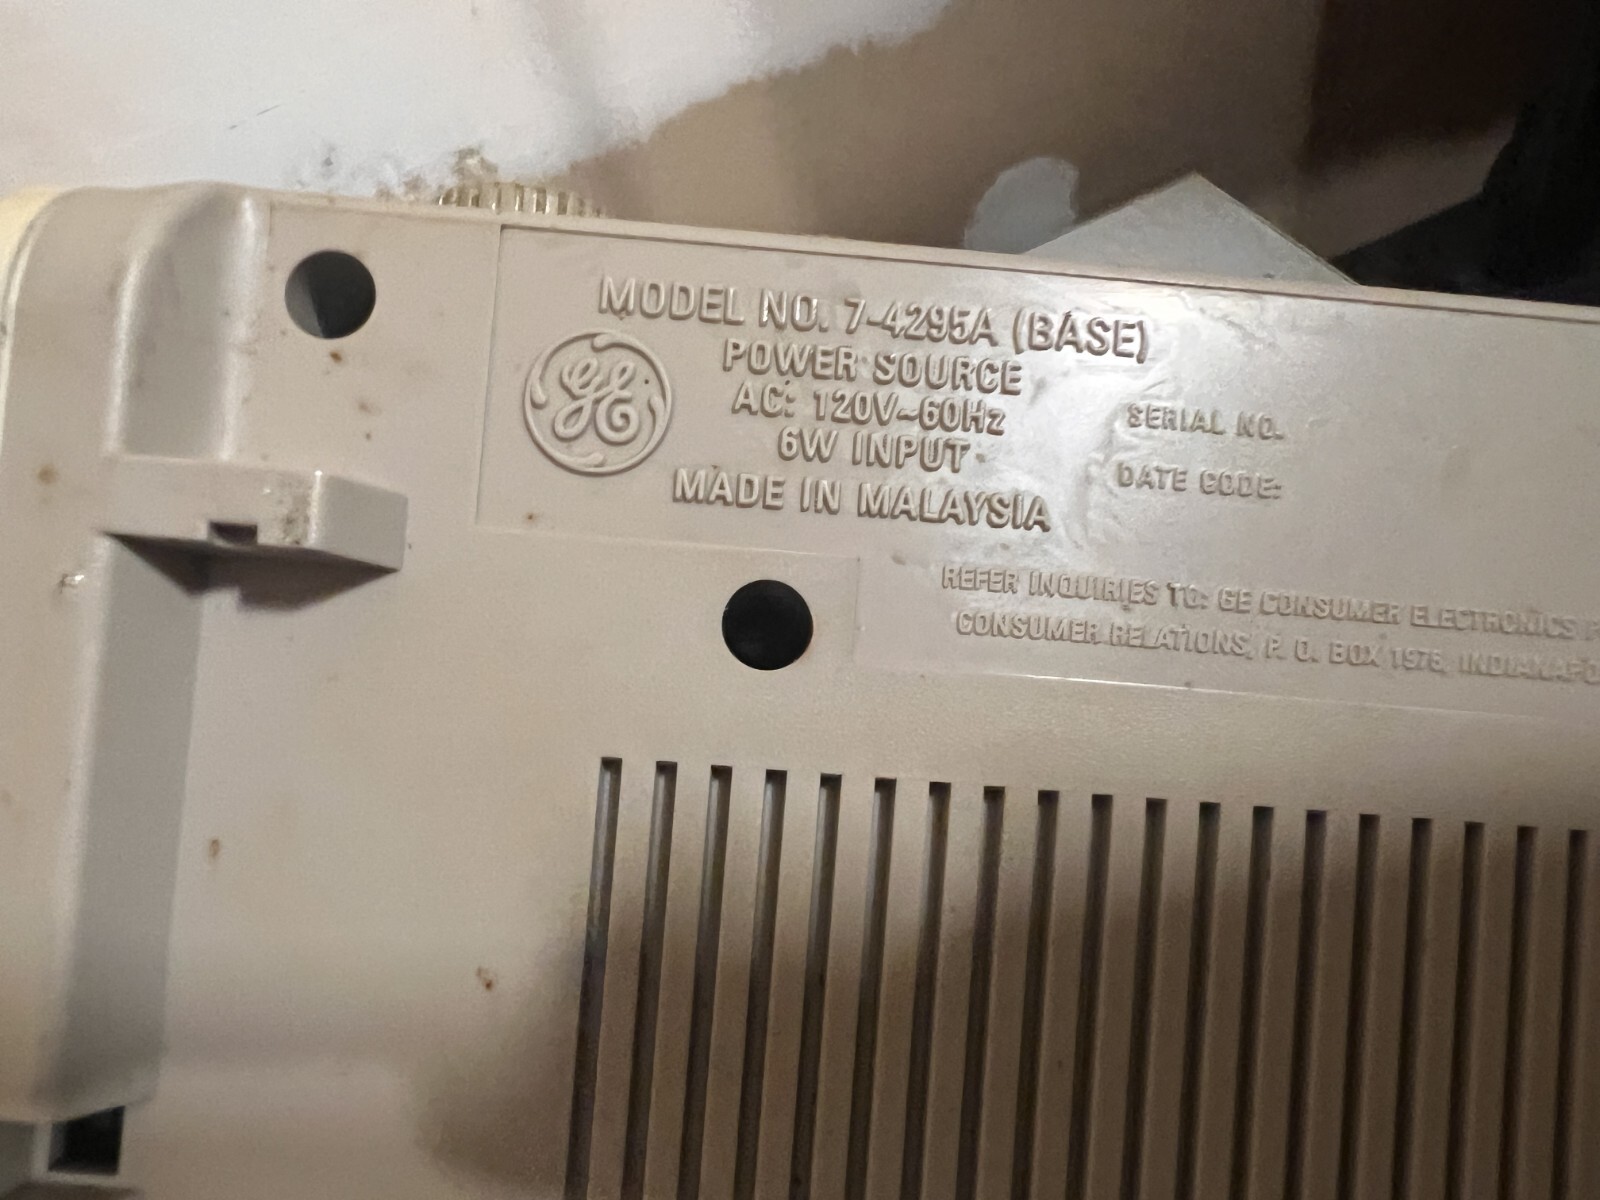 MODEL NO. 7-4295A (BASE)
POWER SOURCE
AC: 120V~60Hz
6W INPUT
MADE IN MALAYSIA
GE
SERIAL NO.
DATE CODE:
REFER INQUIRIES TO: GE CONSUMER ELECTRONICS
CONSUMER RELATIONS, P. O. BOX 1976,